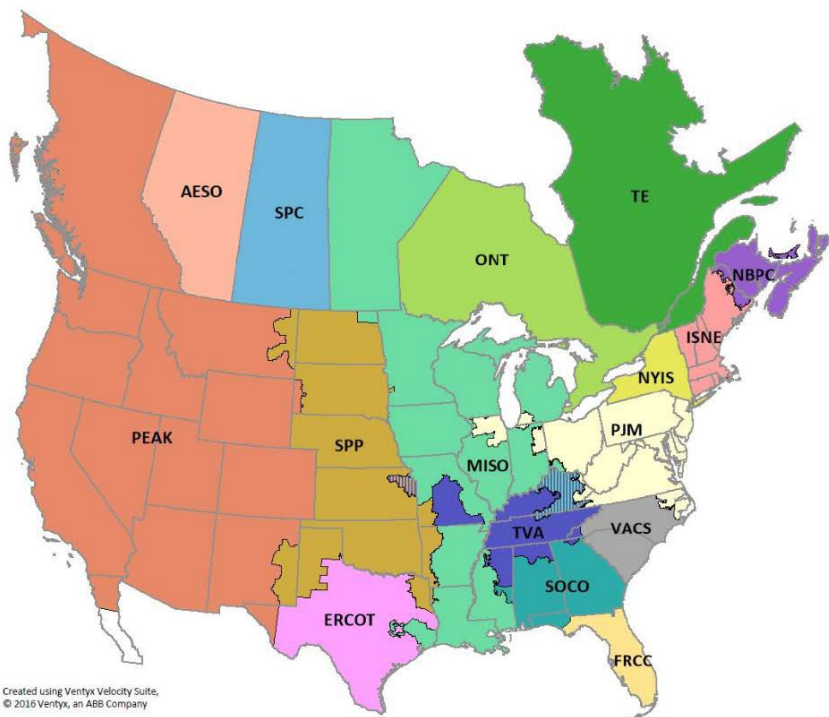 TE
AESO
SPC
ONT
NBPC
ISNE
NYIS
PEAK
PJM
SPP
MISO
TVA
VACS
SOCO
ERCOT
FRCC
Created using Ventyx Velocity Suite,
© 2016 Ventyx, an ABB Company